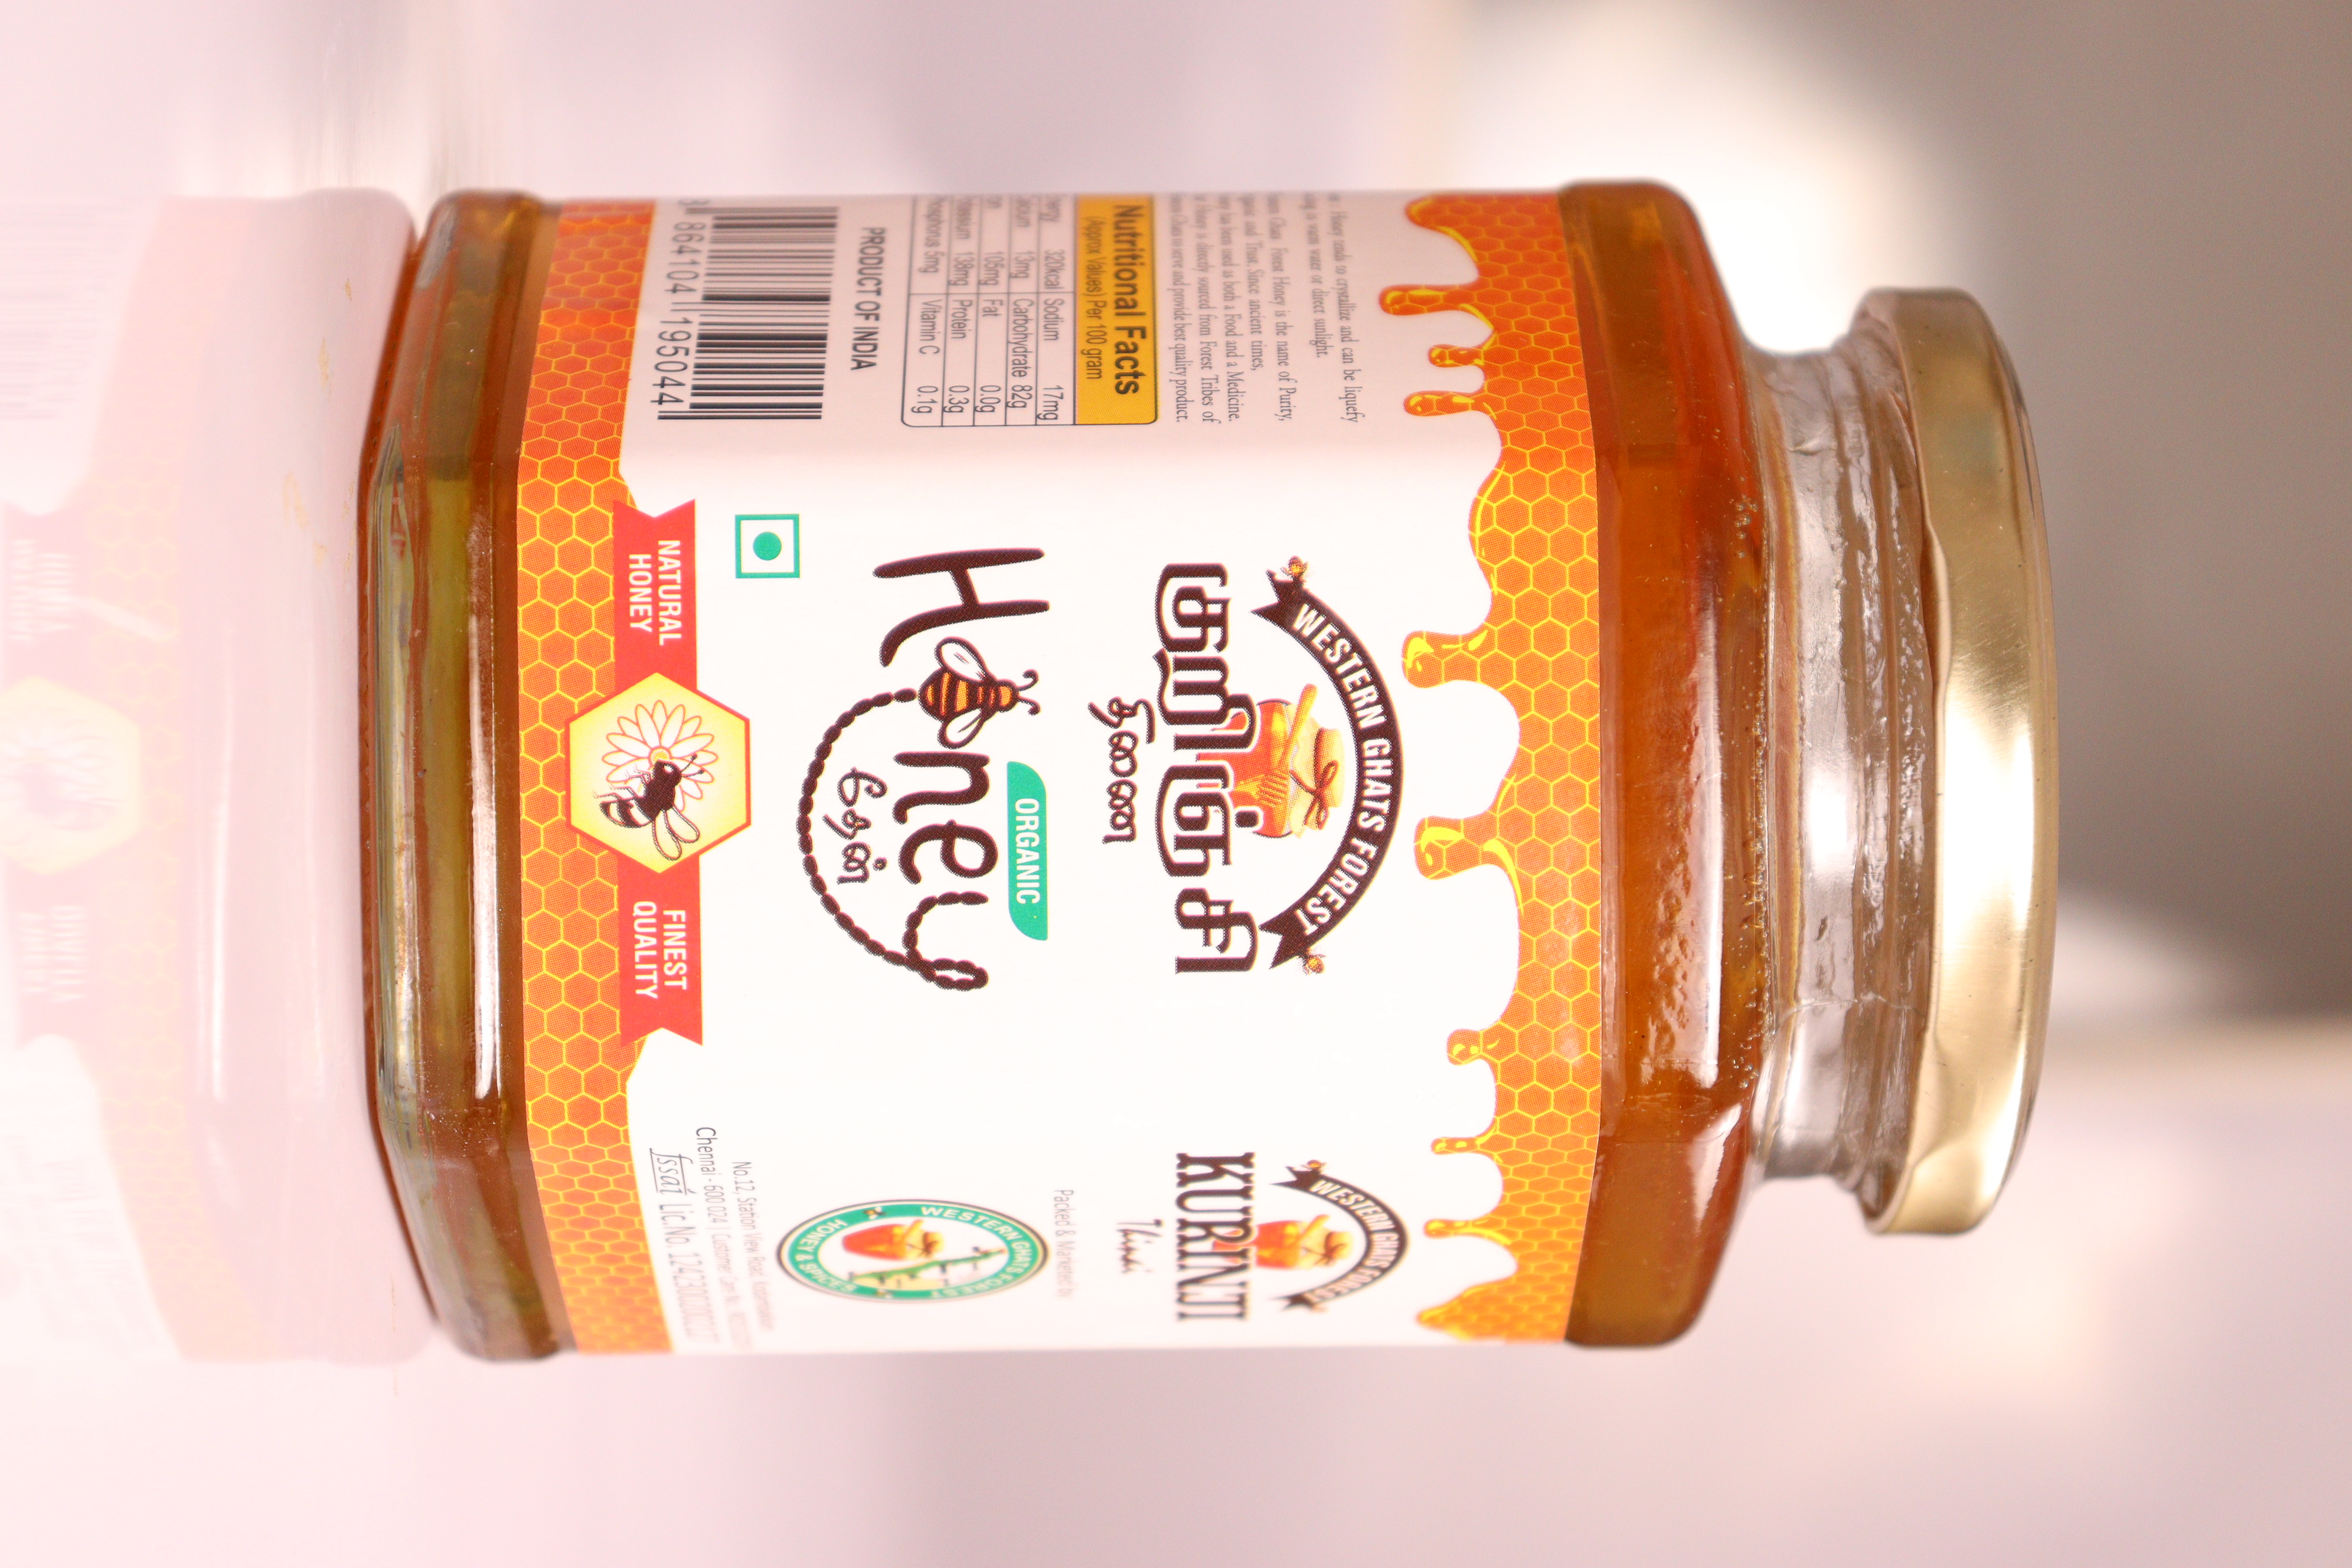 Honey tends to crystallize and can be liquefy
in warm water or direct sunlight.
Ghats Forest Honey is the name of Purity,
and Trust. Since ancient times,
has been used as both a Food and a Medicine.
Honey is directly sourced from Forest Tribes of
Ghats to serve and provide best quality product.
Nutritional Facts
(Approx Values) Per 100 gram
320kcal Sodium 17mg
13mg Carbohydrate 82g
105mg Fat 0.0g
138mg Protein 0.3g
Phosphorus 5mg Vitamin C 0.1g
PRODUCT OF INDIA
864104 195044
WESTERN GHATS FOREST
குறிஞ்சி
திணை
ORGANIC
Honey
தேன்
NATURAL HONEY
FINEST QUALITY
WESTERN GHATS FOREST
KURINJI
Thinai
Packed & Marketed by
WESTERN GHATS FOREST
HONEY & SPICES
No.12, Station View Road, Kodambakkam
Chennai - 600 024 | Customer Care No.:
fssai Lic.No.